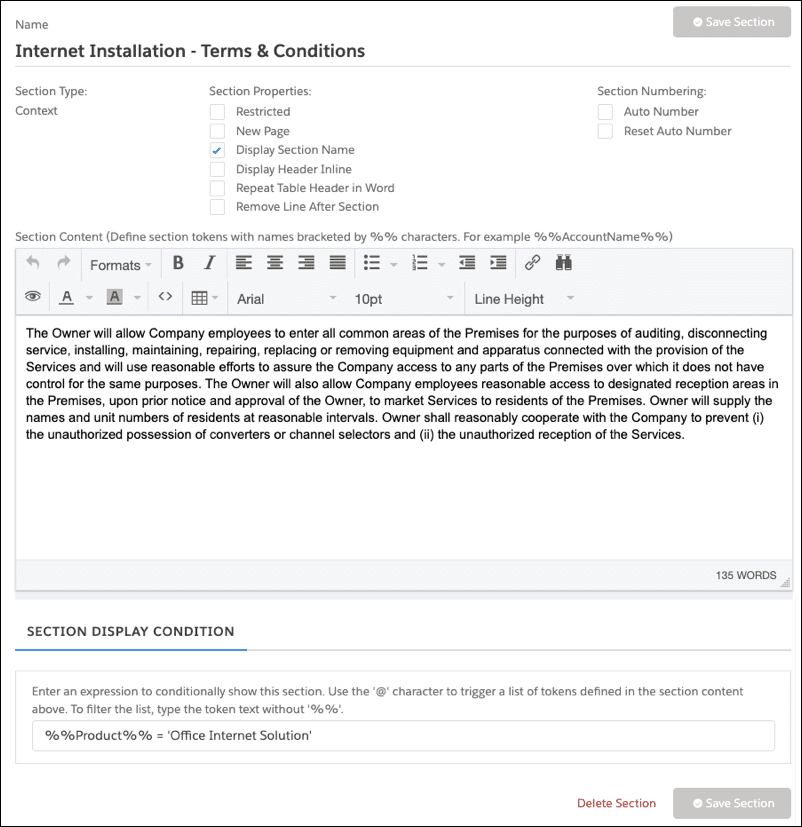 Name
Save Section
Internet Installation - Terms & Conditions
Section Type:
Context
Section Properties:
Restricted
New Page
Display Section Name
Display Header Inline
Repeat Table Header in Word
Remove Line After Section
Section Numbering:
Auto Number
Reset Auto Number
Section Content (Define section tokens with names bracketed by %% characters. For example %%AccountName%%)
Formats B I
A A <> Arial 10pt Line Height
The Owner will allow Company employees to enter all common areas of the Premises for the purposes of auditing, disconnecting
service, installing, maintaining, repairing, replacing or removing equipment and apparatus connected with the provision of the
Services and will use reasonable efforts to assure the Company access to any parts of the Premises over which it does not have
control for the same purposes. The Owner will also allow Company employees reasonable access to designated reception areas in
the Premises, upon prior notice and approval of the Owner, to market Services to residents of the Premises. Owner will supply the
names and unit numbers of residents at reasonable intervals. Owner shall reasonably cooperate with the Company to prevent (i)
the unauthorized possession of converters or channel selectors and (ii) the unauthorized reception of the Services.
135 WORDS
SECTION DISPLAY CONDITION
Enter an expression to conditionally show this section. Use the '@' character to trigger a list of tokens defined in the section content
above. To filter the list, type the token text without '%%'.
%%Product%% = 'Office Internet Solution'
Delete Section
Save Section